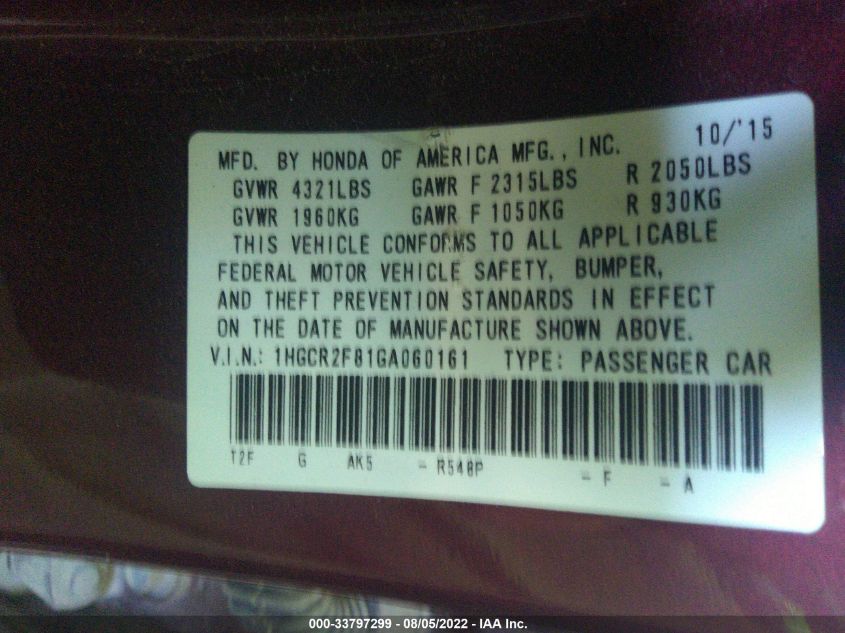 MFD. BY HONDA OF AMERICA MFG., INC. 10/'15
GVWR 4321LBS GAWR F 2315LBS R 2050LBS
GVWR 1960KG GAWR F 1050KG R 930KG
THIS VEHICLE CONFORMS TO ALL APPLICABLE
FEDERAL MOTOR VEHICLE SAFETY, BUMPER,
AND THEFT PREVENTION STANDARDS IN EFFECT
ON THE DATE OF MANUFACTURE SHOWN ABOVE.
V.I.N.: 1HGCR2F81GA060161 TYPE: PASSENGER CAR
T2F G AK5 - R548P - F - A
000-33797299 - 08/05/2022 - IAA Inc.